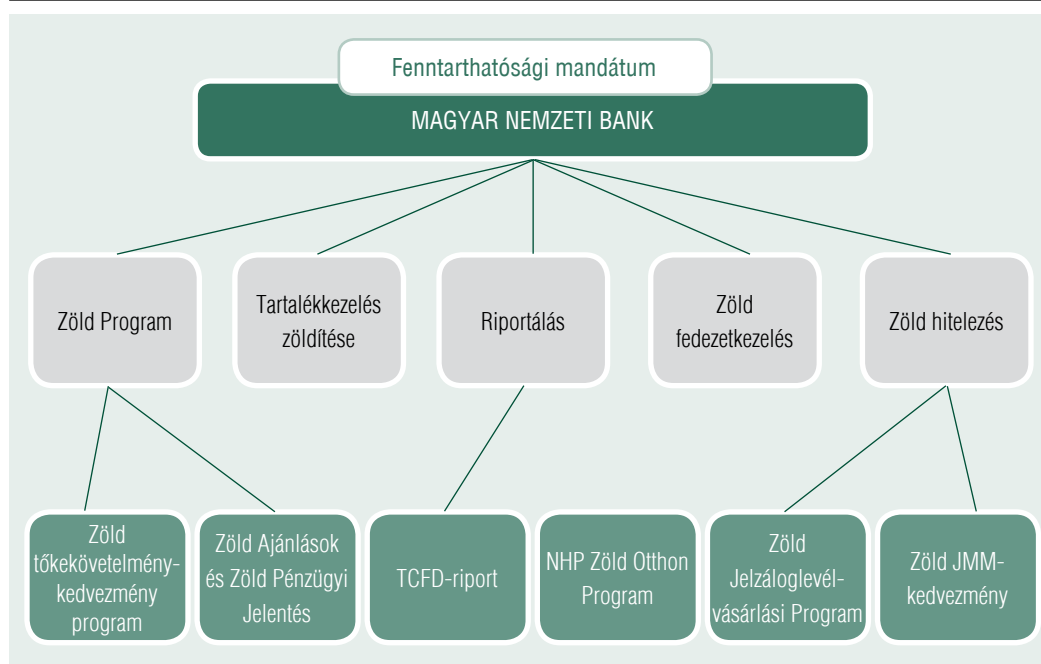 Fenntarthatósági mandátum
MAGYAR NEMZETI BANK
Zöld Program
Tartalékkezelés
zöldítése
Riportálás
Zöld
fedezetkezelés
Zöld hitelezés
Zöld
tőkekövetelmény-
kedvezmény
program
Zöld Ajánlások
és Zöld Pénzügyi
Jelentés
TCFD-riport
NHP Zöld Otthon
Program
Zöld
Jelzáloglevél-
vásárlási Program
Zöld JMM-
kedvezmény